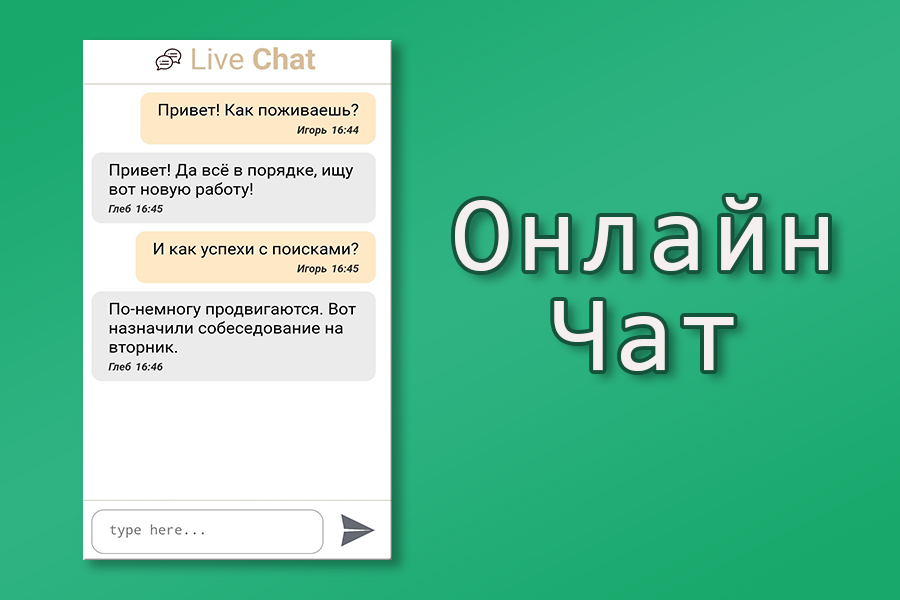 Live Chat
Привет! Как поживаешь?
Игорь 16:44
Привет! Да всё в порядке, ищу
вот новую работу!
Глеб 16:45
И как успехи с поисками?
Игорь 16:45
По-немногу продвигаются. Вот
назначили собеседование на
вторник.
Глеб 16:46
type here...
Онлайн
Чат